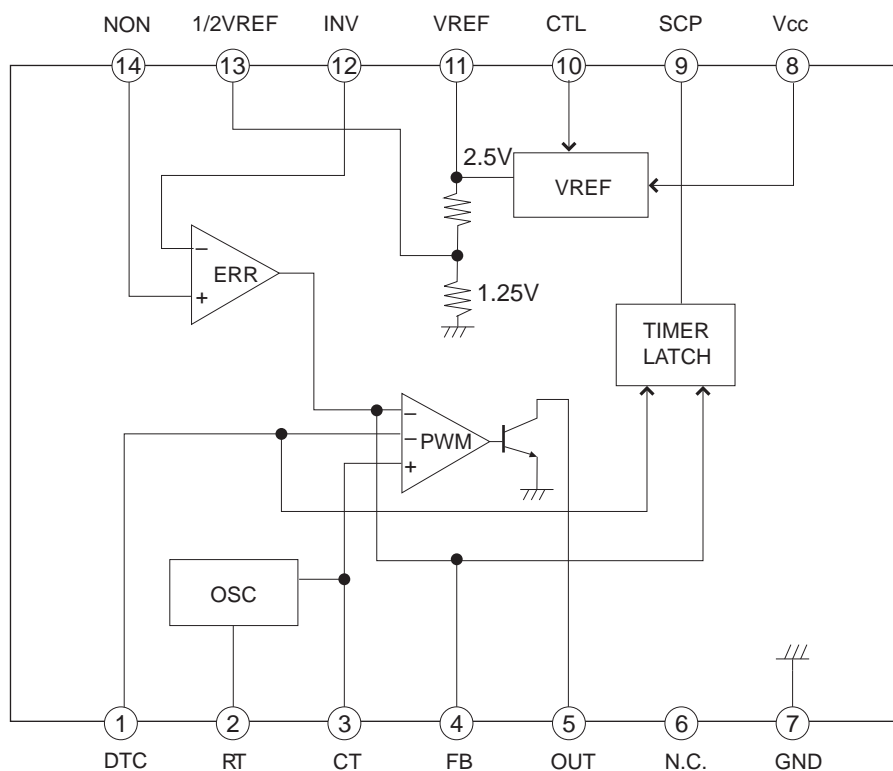 NON 1/2VREF INV VREF CTL SCP Vcc
14 13 12 11 10 9 8
2.5V
VREF
−
ERR
+
1.25V
TIMER
LATCH
−
− PWM
+
OSC
1 2 3 4 5 6 7
DTC RT CT FB OUT N.C. GND